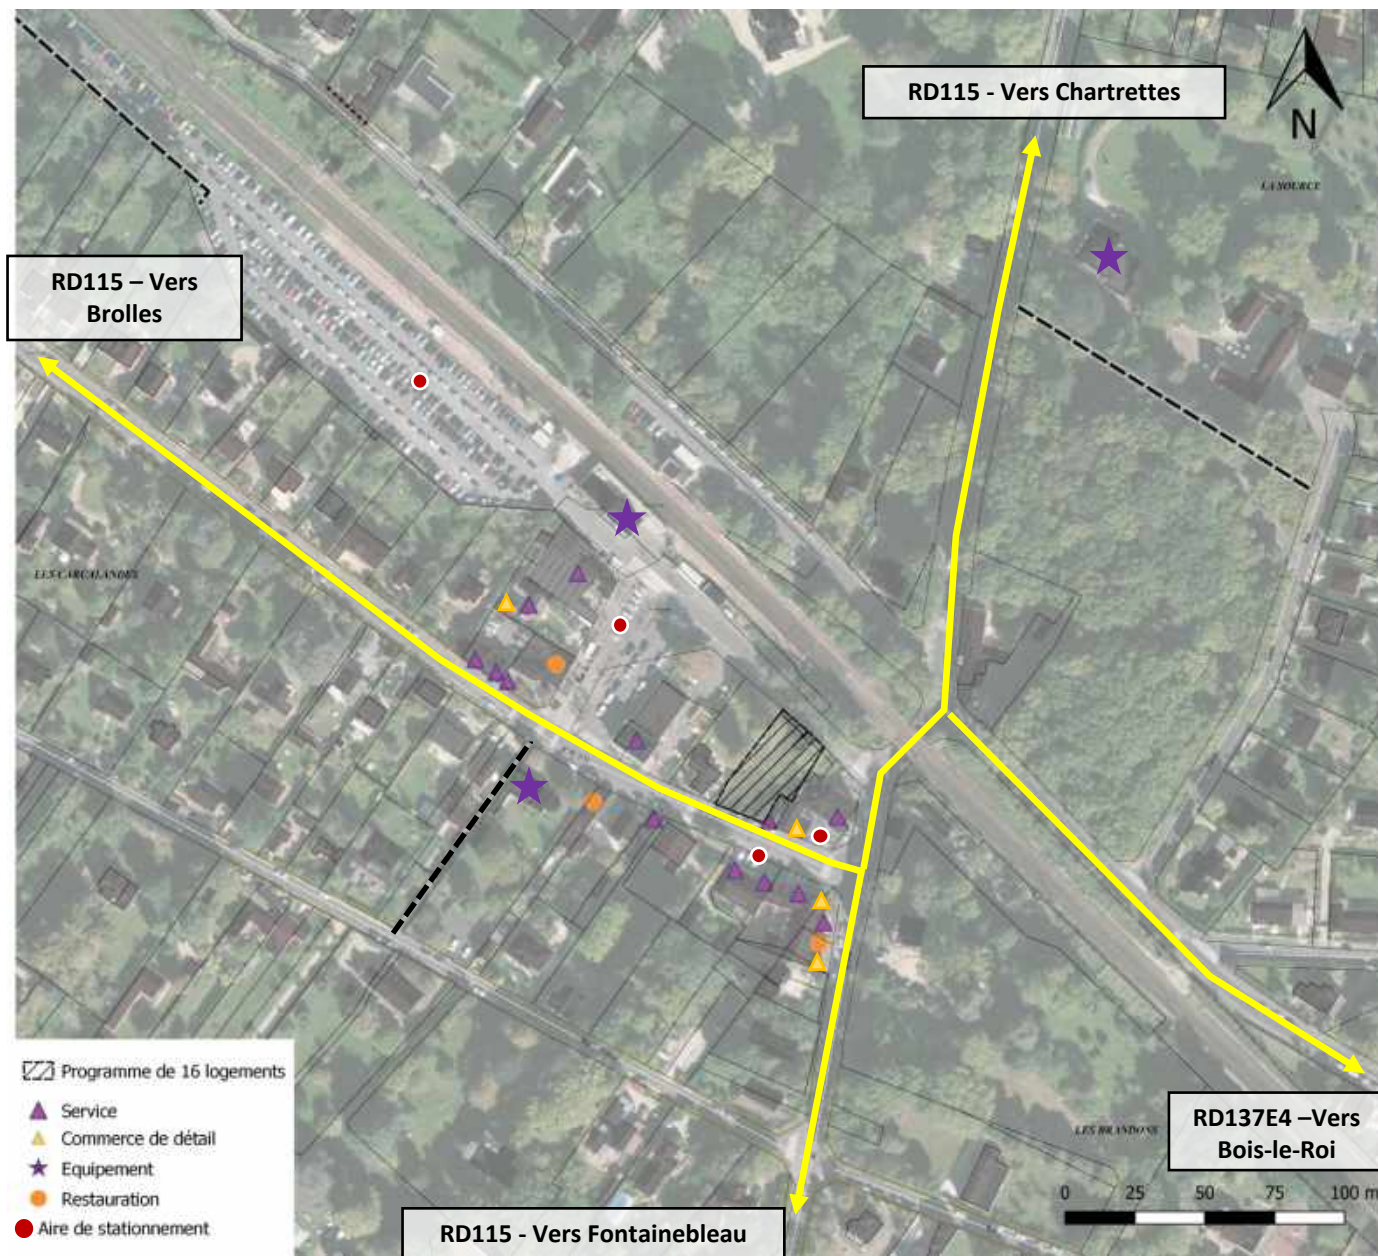 RD115 - Vers Chartrettes
N
LA SOURCE
RD115 – Vers
Brolles
LES CARCALANDES
LES BRANDONS
RD137E4 –Vers
Bois-le-Roi
Programme de 16 logements
Service
Commerce de détail
Equipement
Restauration
Aire de stationnement
0 25 50 75 100 m
RD115 - Vers Fontainebleau